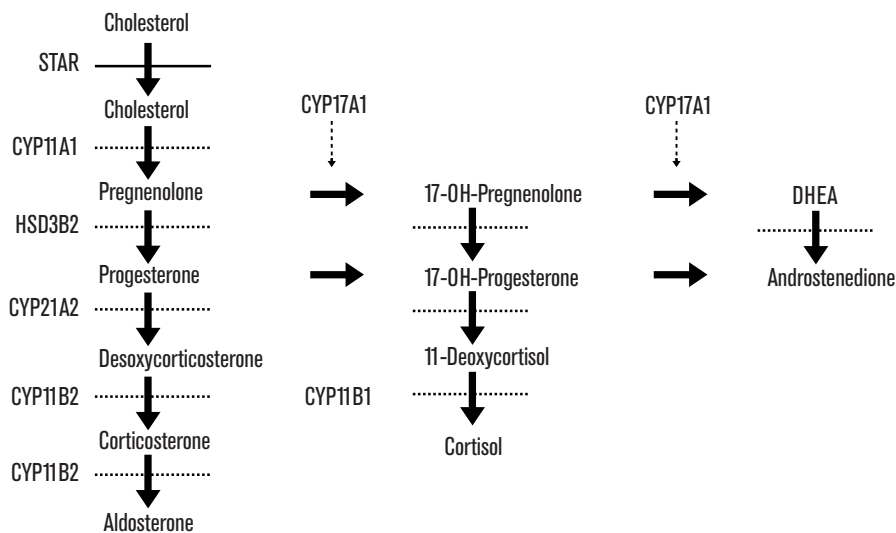 Cholesterol
STAR
Cholesterol
CYP17A1
CYP17A1
CYP11A1
Pregnenolone
17-OH-Pregnenolone
DHEA
HSD3B2
Progesterone
17-OH-Progesterone
Androstenedione
CYP21A2
Desoxycorticosterone
11-Deoxycortisol
CYP11B2
CYP11B1
Corticosterone
Cortisol
CYP11B2
Aldosterone